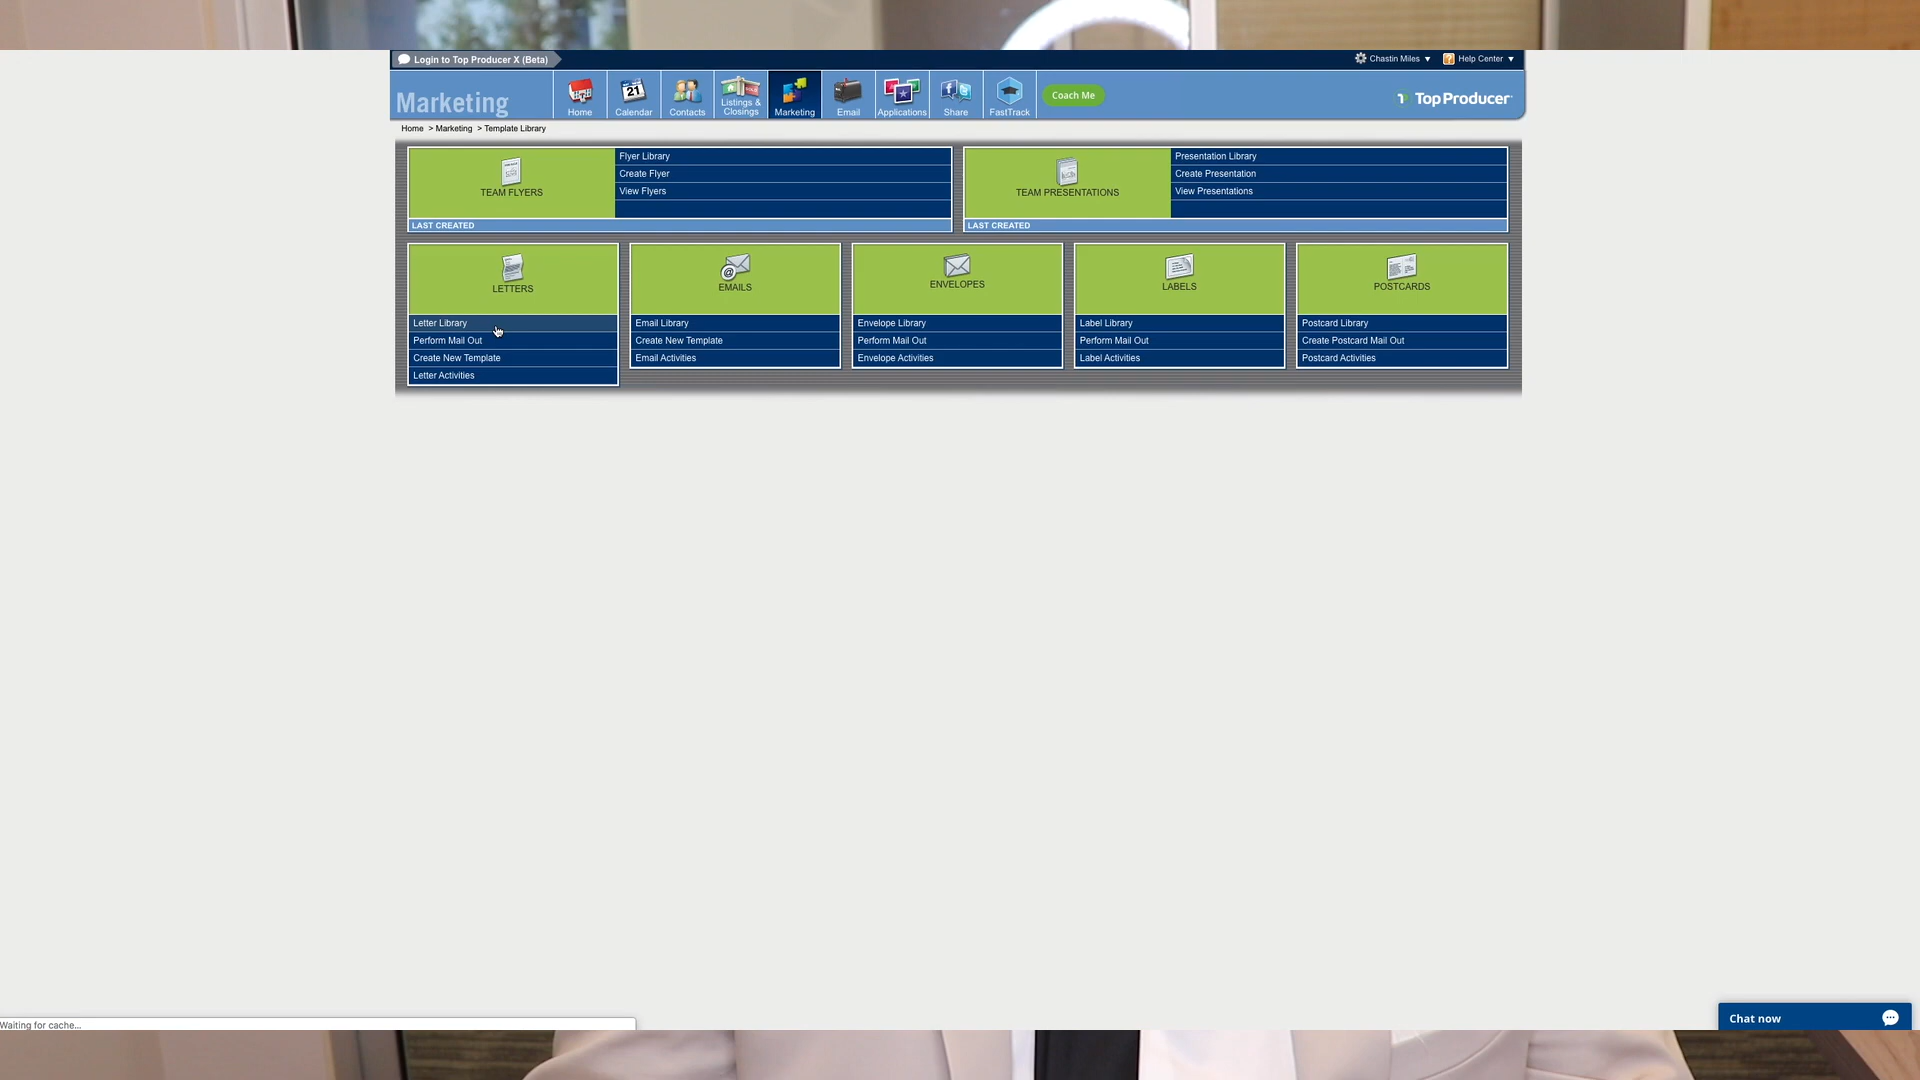 Login to Top Producer X (Beta)
Chastin Miles ▼
Help Center ▼
Marketing
Home
21
Calendar
Contacts
Listings & Closings
Marketing
Email
Applications
Share
FastTrack
Coach Me
Top Producer
Home > Marketing > Template Library
TEAM FLYERS
Flyer Library
Create Flyer
View Flyers
LAST CREATED
TEAM PRESENTATIONS
Presentation Library
Create Presentation
View Presentations
LAST CREATED
LETTERS
Letter Library
Perform Mail Out
Create New Template
Letter Activities
EMAILS
Email Library
Create New Template
Email Activities
ENVELOPES
Envelope Library
Perform Mail Out
Envelope Activities
LABELS
Label Library
Perform Mail Out
Label Activities
POSTCARDS
Postcard Library
Create Postcard Mail Out
Postcard Activities
Waiting for cache...
Chat now